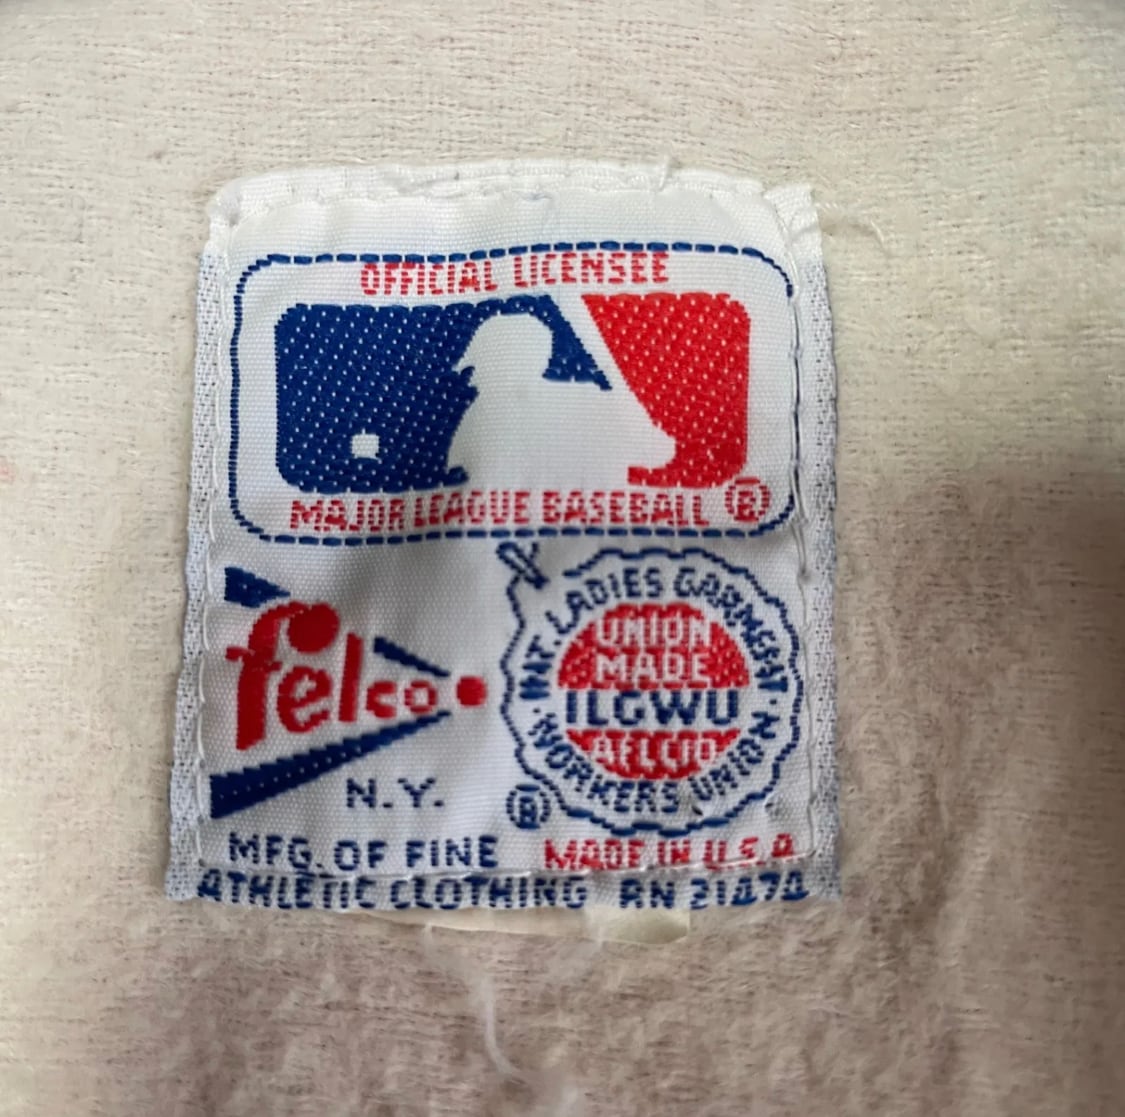 OFFICIAL LICENSEE
MAJOR LEAGUE BASEBALL ®
felco
N.Y.
INT. LADIES GARMENT
UNION
MADE
ILGWU
AFLCIO
· WORKERS UNION ·
®
MFG. OF FINE
MADE IN U.S.A
ATHLETIC CLOTHING RN 21474